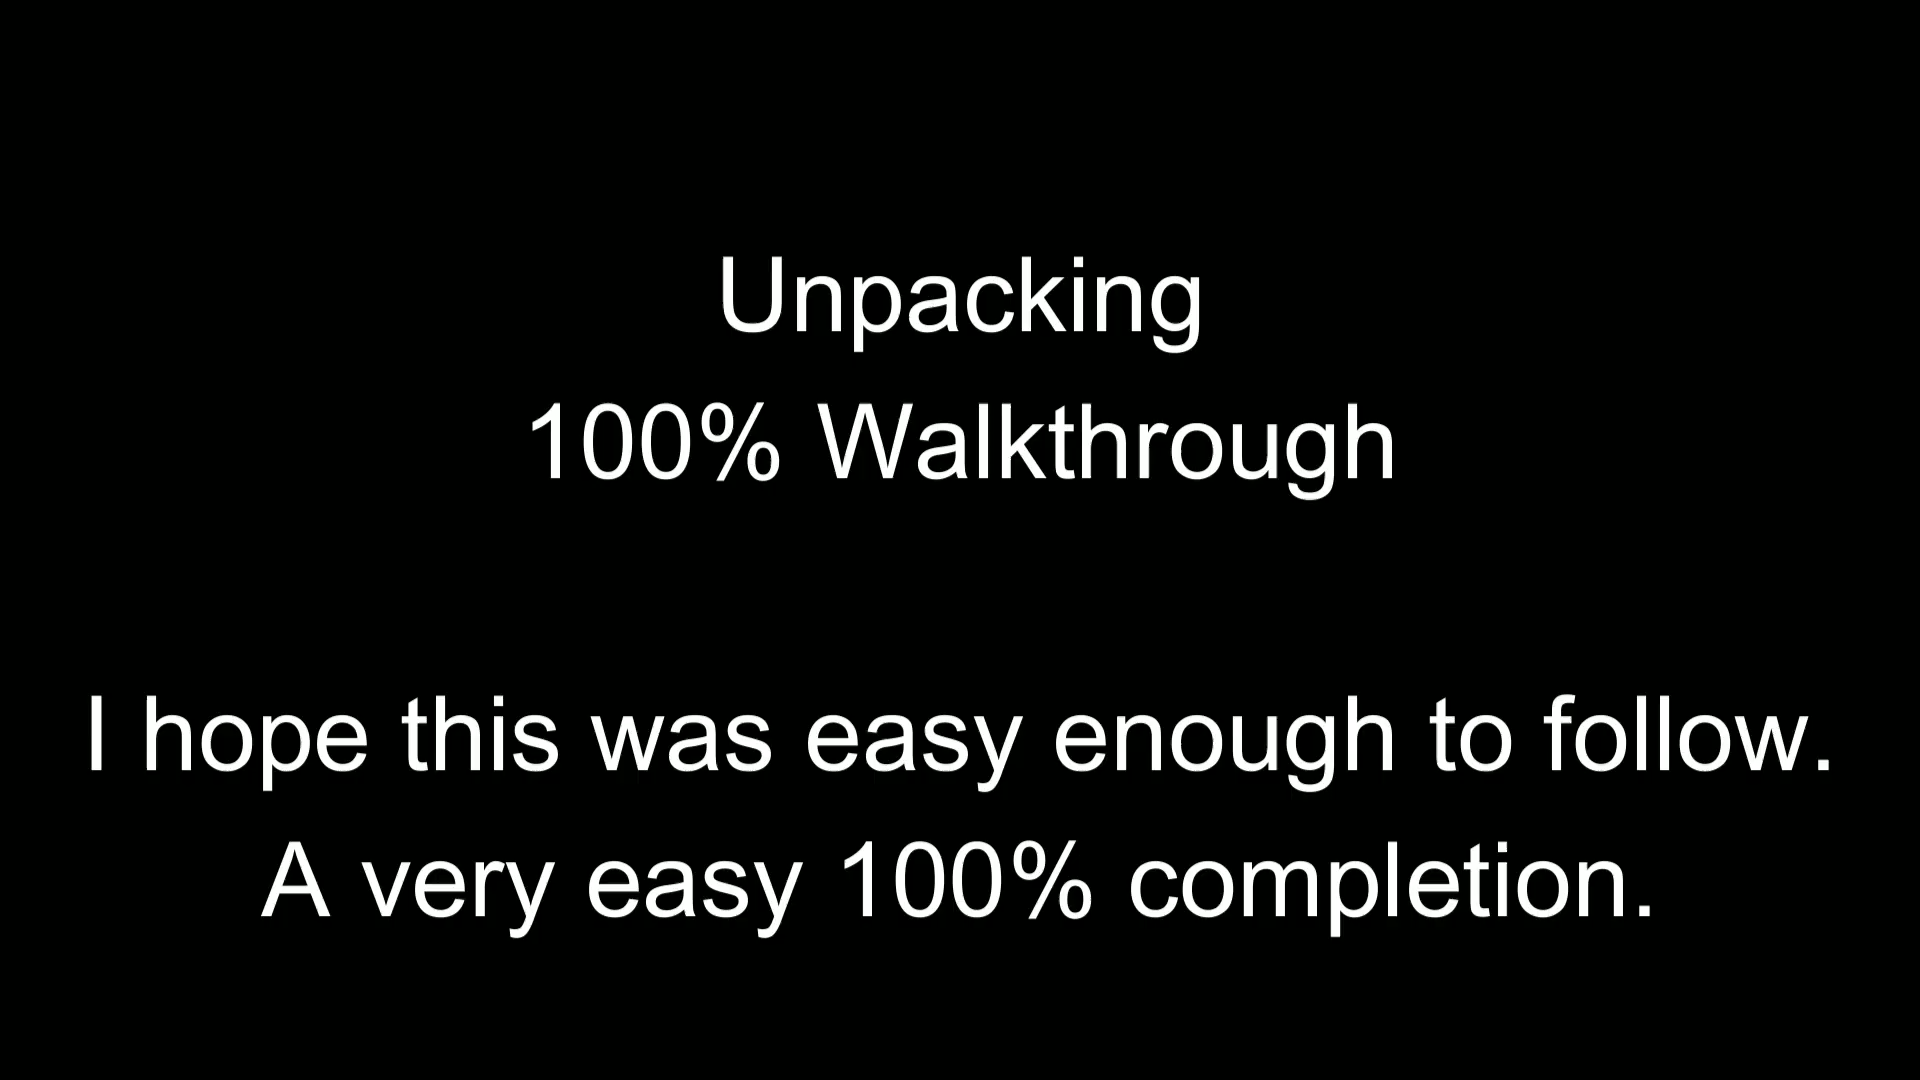 Unpacking
100% Walkthrough
I hope this was easy enough to follow.
A very easy 100% completion.